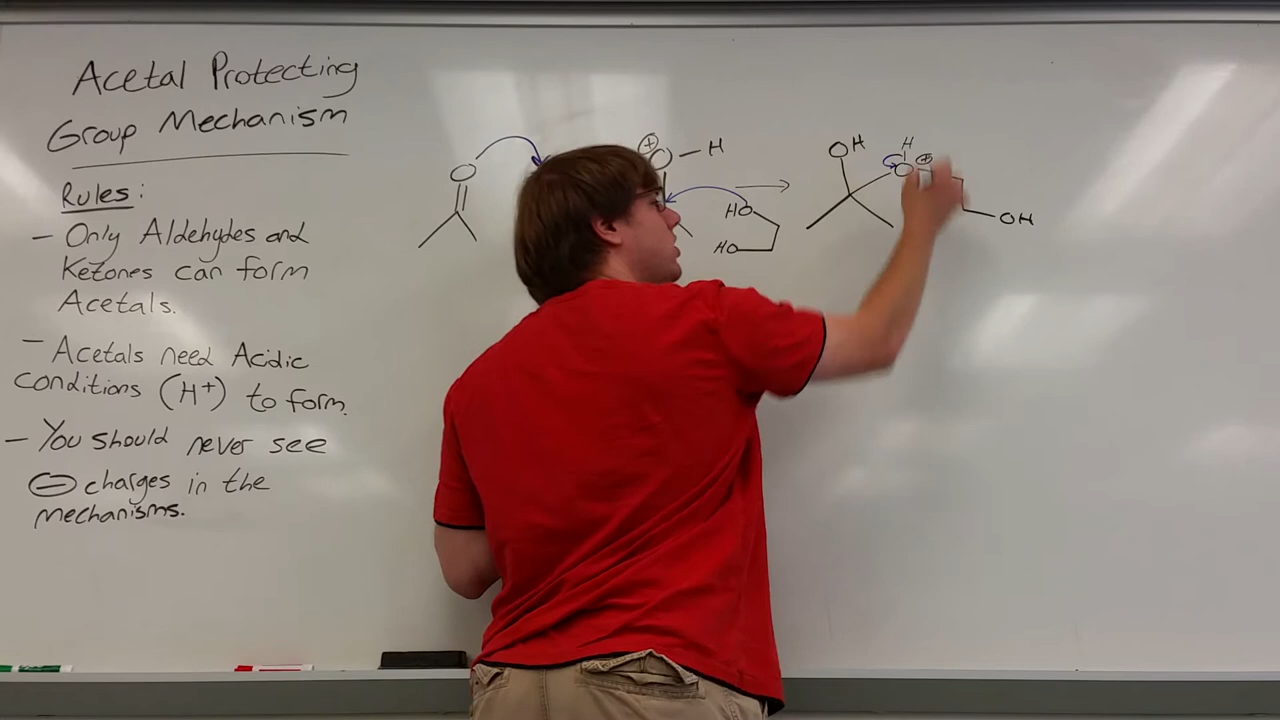 Acetal Protecting
Group Mechanism
Rules:
- Only Aldehydes and
Ketones can form
Acetals.
- Acetals need Acidic
conditions (H+) to form.
- You should never see
⊖ charges in the
mechanisms.
O
⊕
O - H
HO
HO
OH
H
O ⊕
OH